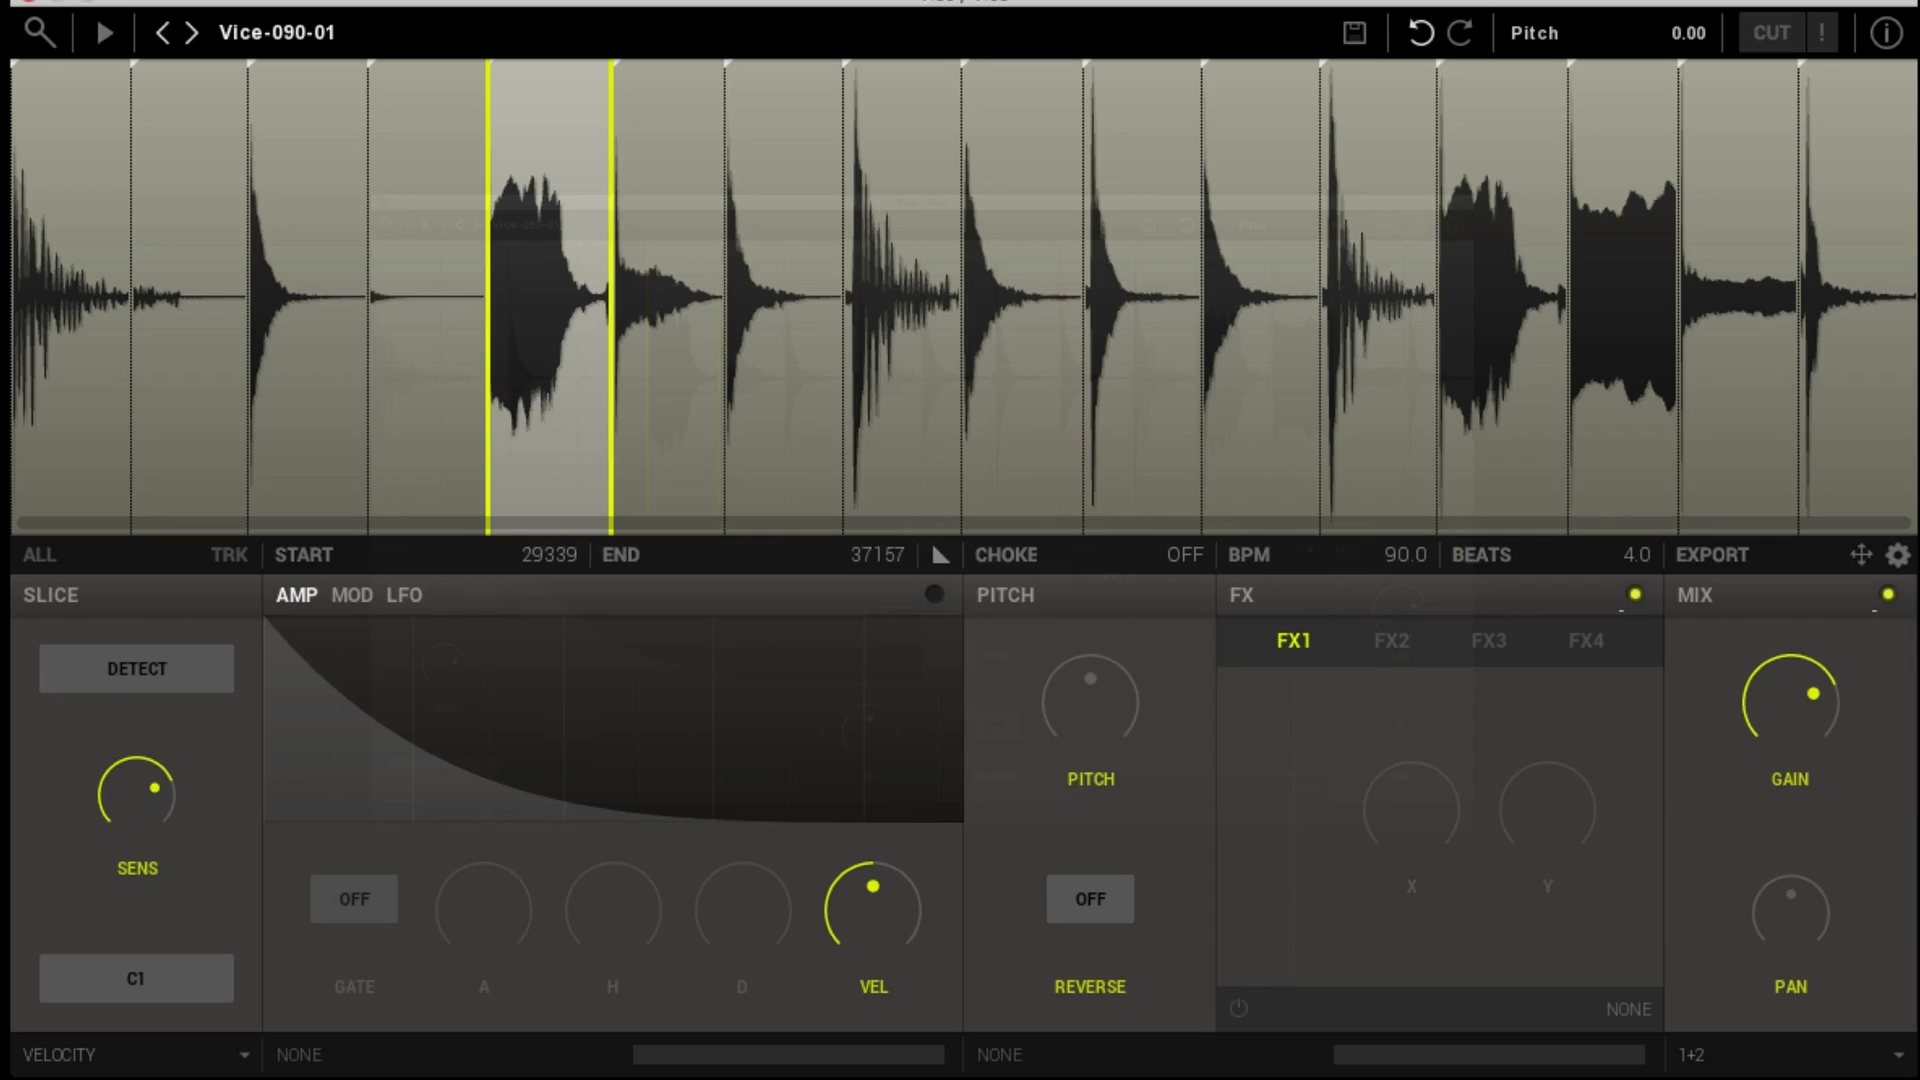 Vice-090-01
Pitch 0.00 CUT !
ALL TRK START 29339 END 37157 CHOKE OFF BPM 90.0 BEATS 4.0 EXPORT
SLICE AMP MOD LFO PITCH FX MIX
FX1 FX2 FX3 FX4
DETECT
PITCH GAIN
SENS
OFF OFF X Y
C1
GATE A H D VEL REVERSE PAN
NONE
VELOCITY NONE NONE 1+2